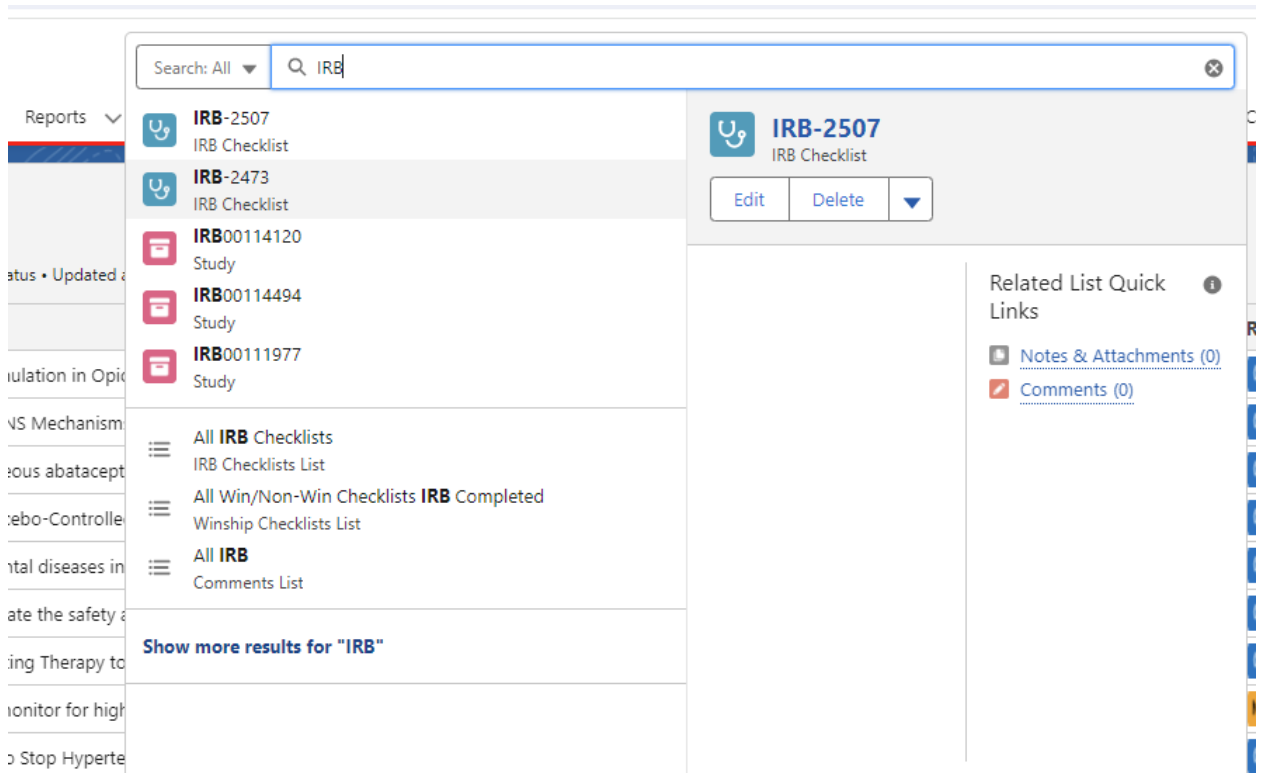 Search: All
IRB
Reports
IRB-2507
IRB Checklist
IRB-2473
IRB Checklist
IRB00114120
Study
IRB00114494
Study
IRB00111977
Study
All IRB Checklists
IRB Checklists List
All Win/Non-Win Checklists IRB Completed
Winship Checklists List
All IRB
Comments List
Show more results for "IRB"
IRB-2507
IRB Checklist
Edit
Delete
Related List Quick
Links
Notes & Attachments (0)
Comments (0)
atus • Updated a
ulation in Opio
NS Mechanism
eous abatacept
cebo-Controlle
ntal diseases in
ate the safety a
ting Therapy to
nonitor for high
o Stop Hyperte